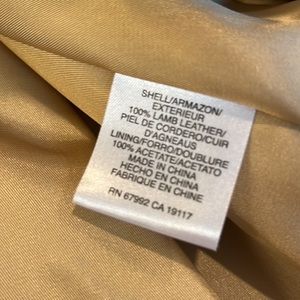 SHELL/ARMAZON/
EXTERIEUR
100% LAMB LEATHER/
PIEL DE CORDERO/CUIR
D'AGNEAUS
LINING/FORRO/DOUBLURE
100% ACETATE/ACETATO
MADE IN CHINA
HECHO EN CHINA
FABRIQUE EN CHINE
RN 67992 CA 19117